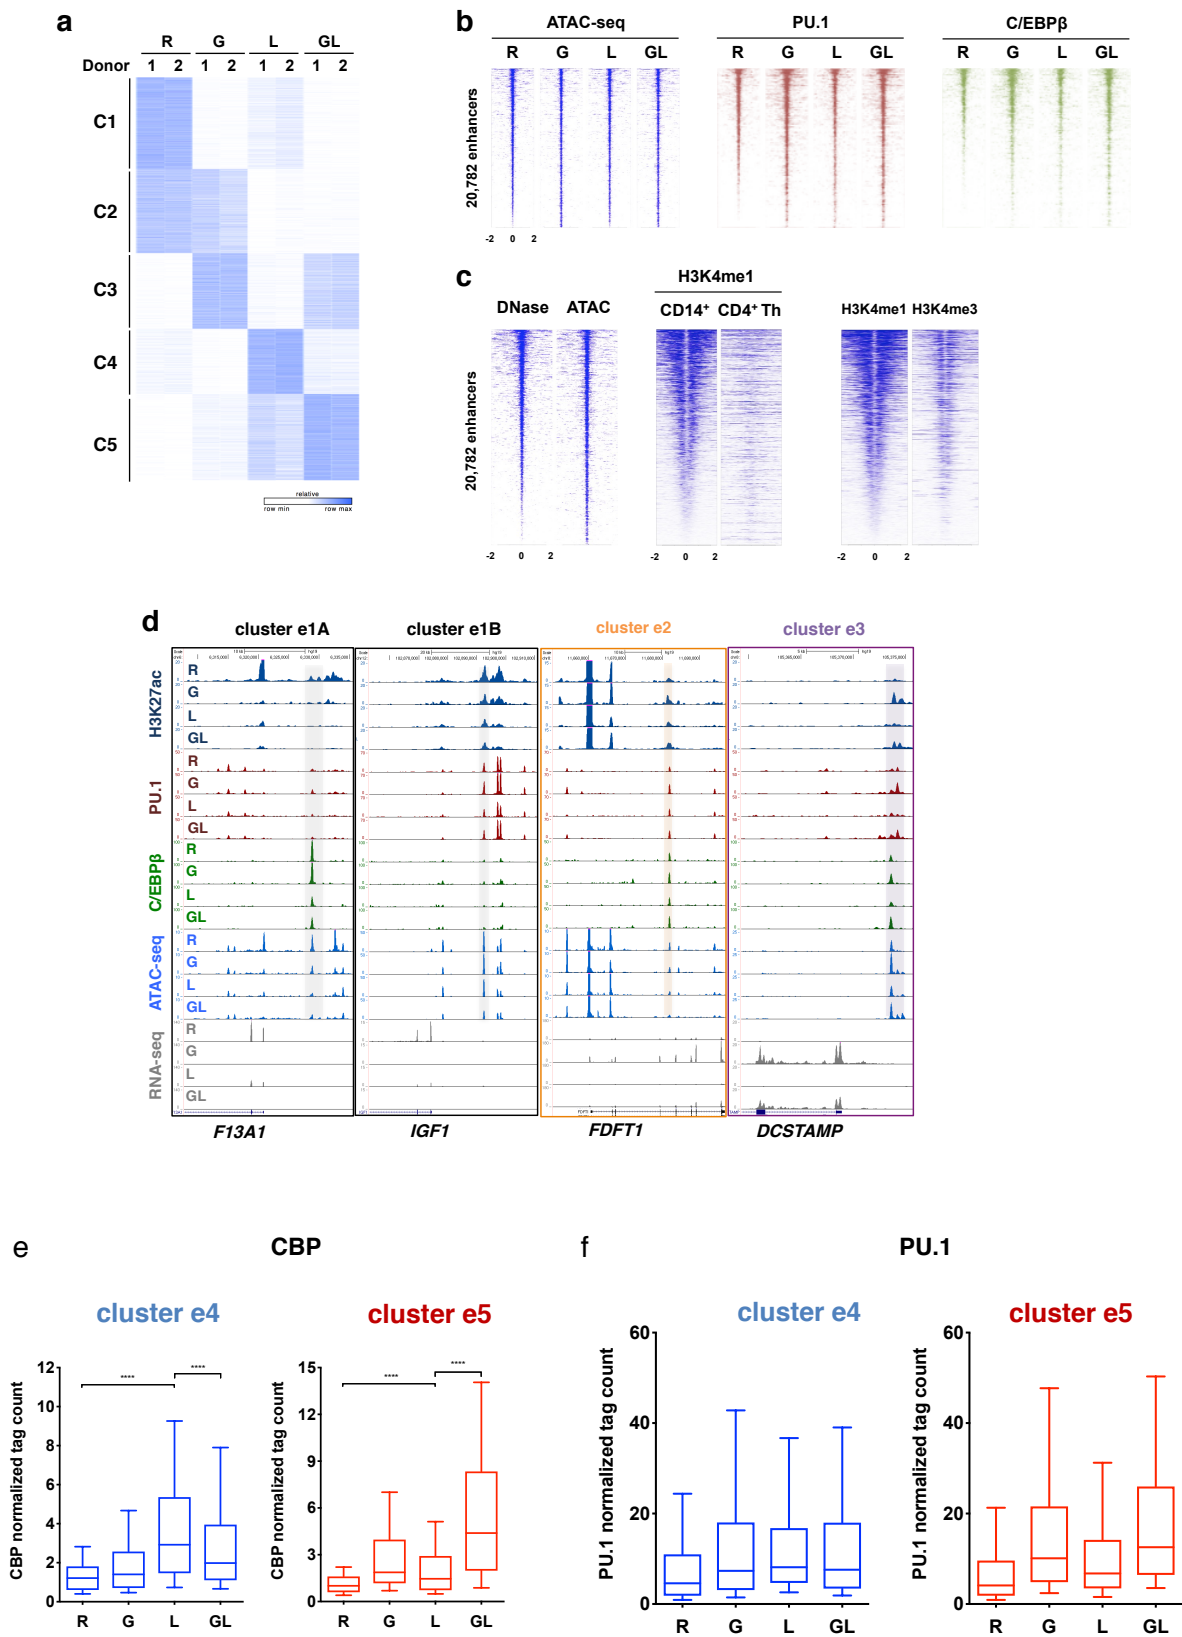 a
R G L GL
Donor 1 2 1 2 1 2 1 2
C1
C2
C3
C4
C5
relative
row min row max
b
ATAC-seq PU.1 C/EBPβ
R G L GL R G L GL R G L GL
20,782 enhancers
-2 0 2
c
H3K4me1
DNase ATAC CD14+ CD4+ Th H3K4me1 H3K4me3
20,782 enhancers
-2 0 2 -2 0 2 -2 0 2
d
cluster e1A cluster e1B cluster e2 cluster e3
H3K27ac
R
G
L
GL
PU.1
R
G
L
GL
C/EBPβ
R
G
L
GL
ATAC-seq
R
G
L
GL
RNA-seq
R
G
L
GL
F13A1 IGF1 FDFT1 DCSTAMP
e
CBP
cluster e4 cluster e5
CBP normalized tag count
12
10
8
6
4
2
0
**** ****
R G L GL
CBP normalized tag count
15
12
9
6
3
0
**** ****
R G L GL
f
PU.1
cluster e4 cluster e5
PU.1 normalized tag count
60
40
20
0
R G L GL
PU.1 normalized tag count
60
40
20
0
R G L GL